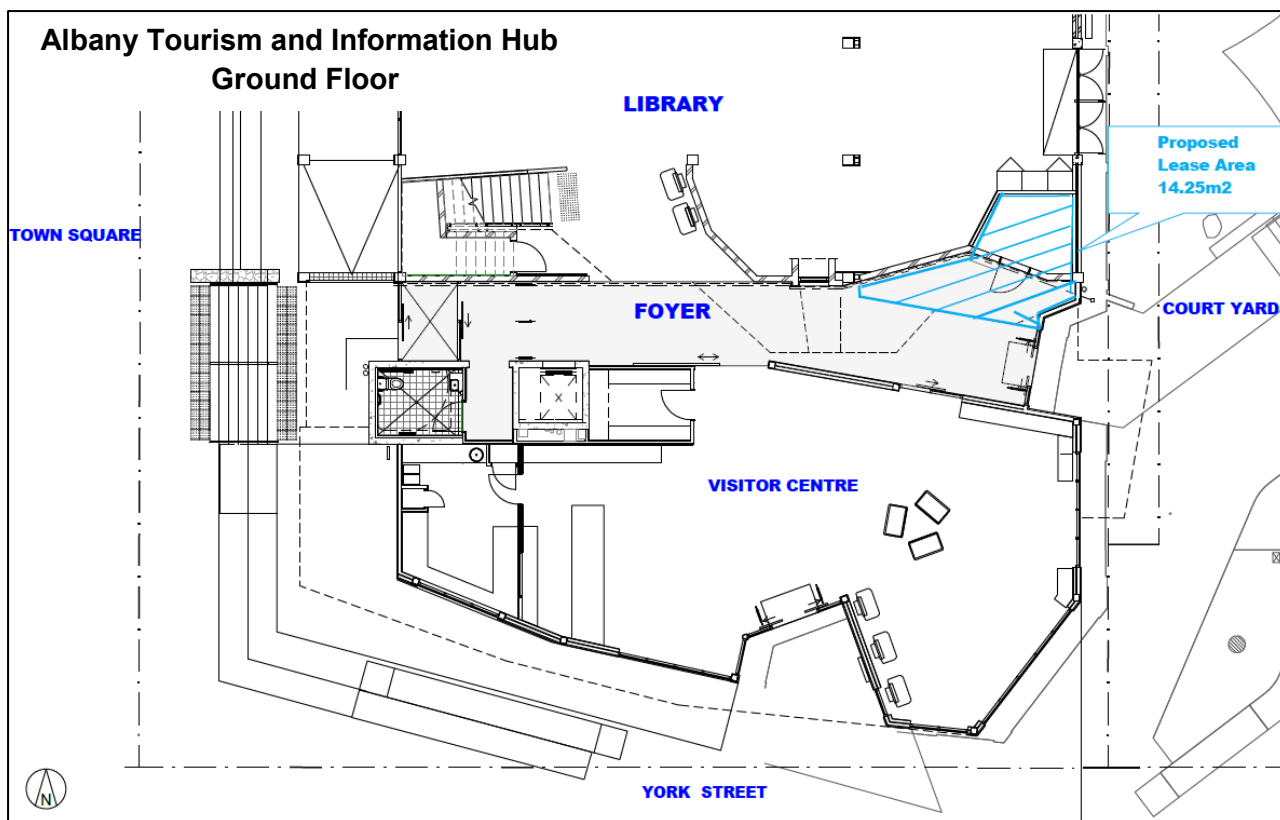 Albany Tourism and Information Hub
Ground Floor
LIBRARY
Proposed
Lease Area
14.25m2
TOWN SQUARE
FOYER
COURT YARD
VISITOR CENTRE
YORK STREET
N